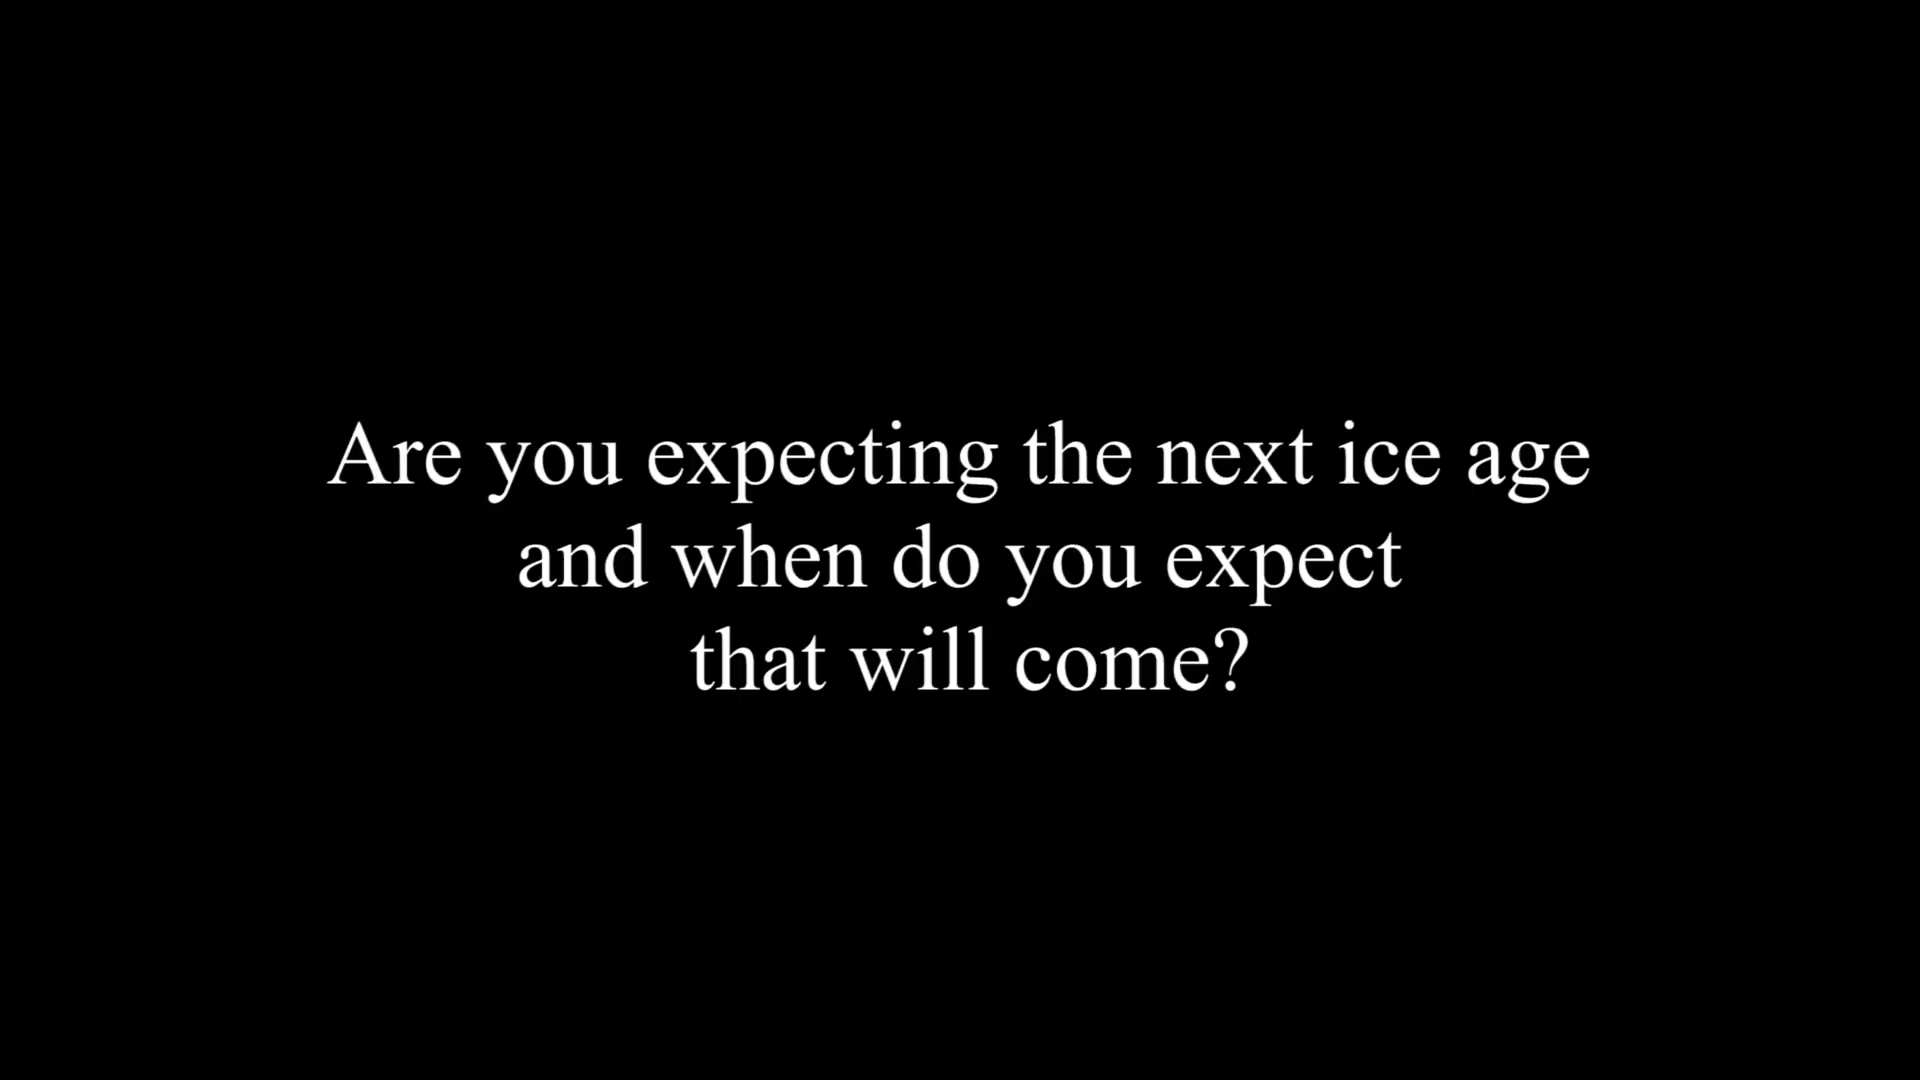 Are you expecting the next ice age
and when do you expect
that will come?